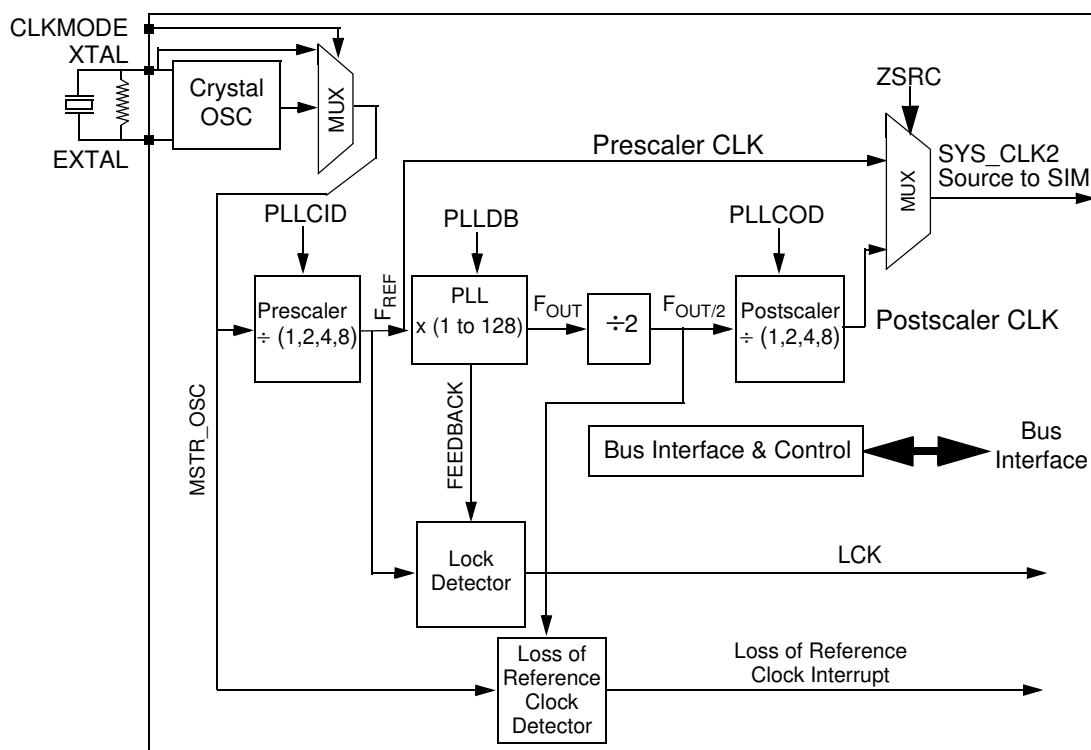 CLKMODE
XTAL
EXTAL
Crystal
OSC
MUX
ZSRC
Prescaler CLK
MUX
SYS_CLK2
Source to SIM
PLLCID
PLLDB
PLLCOD
Prescaler
÷ (1,2,4,8)
FREF
PLL
x (1 to 128)
FOUT
÷2
FOUT/2
Postscaler
÷ (1,2,4,8)
Postscaler CLK
MSTR_OSC
FEEDBACK
Bus Interface & Control
Bus
Interface
Lock
Detector
LCK
Loss of
Reference
Clock
Detector
Loss of Reference
Clock Interrupt